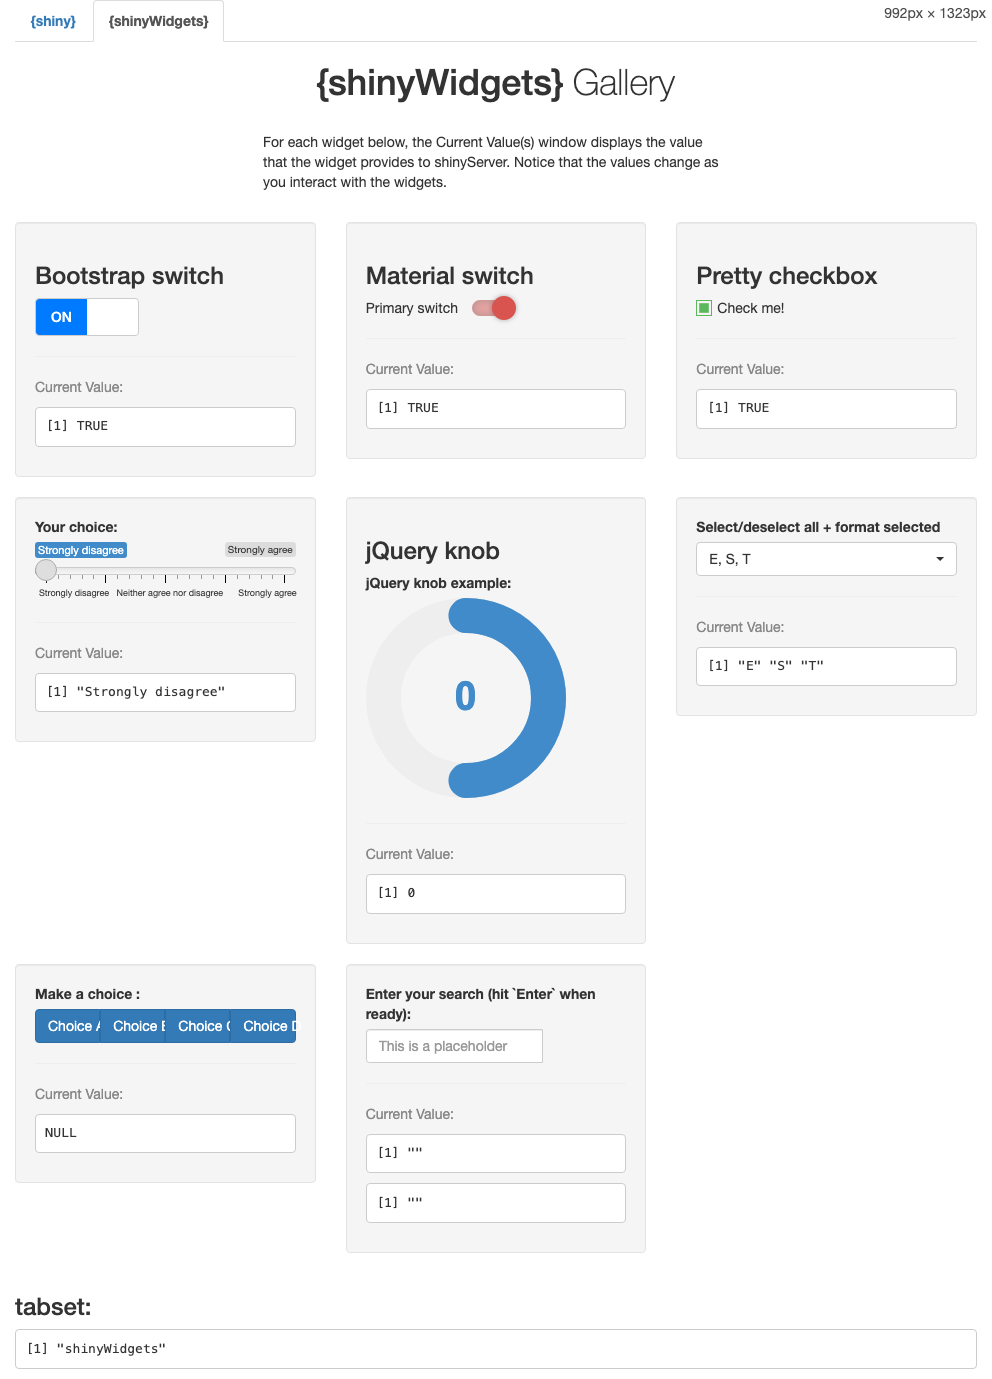 {shiny}
{shinyWidgets}
992px × 1323px
{shinyWidgets} Gallery
For each widget below, the Current Value(s) window displays the value
that the widget provides to shinyServer. Notice that the values change as
you interact with the widgets.
Bootstrap switch
ON
Current Value:
[1] TRUE
Material switch
Primary switch
Current Value:
[1] TRUE
Pretty checkbox
Check me!
Current Value:
[1] TRUE
Your choice:
Strongly disagree
Strongly agree
Strongly disagree
Neither agree nor disagree
Strongly agree
Current Value:
[1] "Strongly disagree"
jQuery knob
jQuery knob example:
0
Current Value:
[1] 0
Select/deselect all + format selected
E, S, T
Current Value:
[1] "E" "S" "T"
Make a choice :
Choice A
Choice B
Choice C
Choice D
Current Value:
NULL
Enter your search (hit `Enter` when
ready):
This is a placeholder
Current Value:
[1] ""
[1] ""
tabset:
[1] "shinyWidgets"